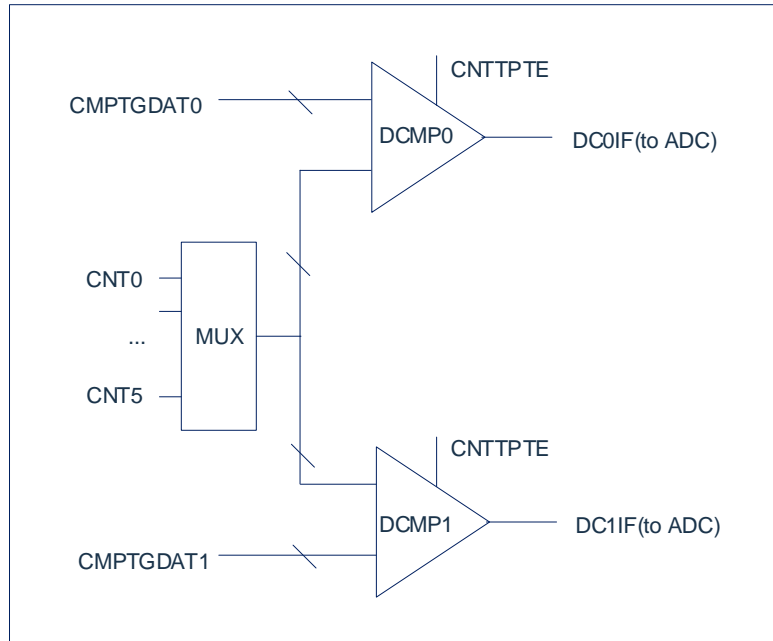 CNTTPTE
CMPTGDAT0
DCMP0
DC0IF(to ADC)
CNT0
...
MUX
CNT5
CNTTPTE
DCMP1
DC1IF(to ADC)
CMPTGDAT1